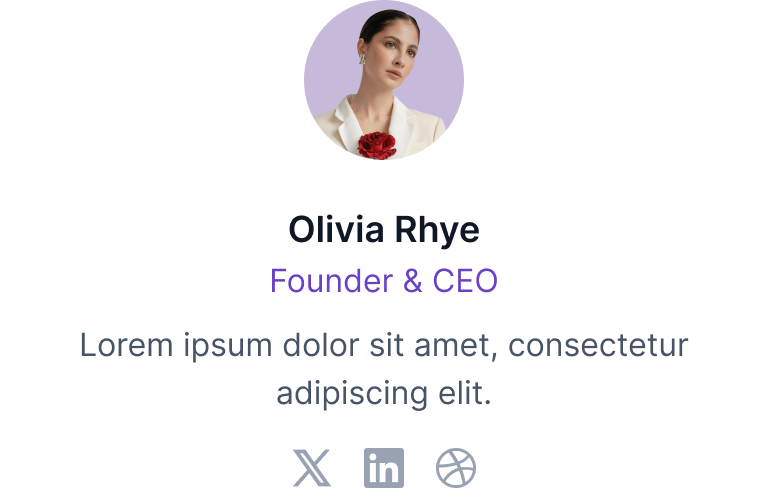 Olivia Rhye
Founder & CEO
Lorem ipsum dolor sit amet, consectetur
adipiscing elit.